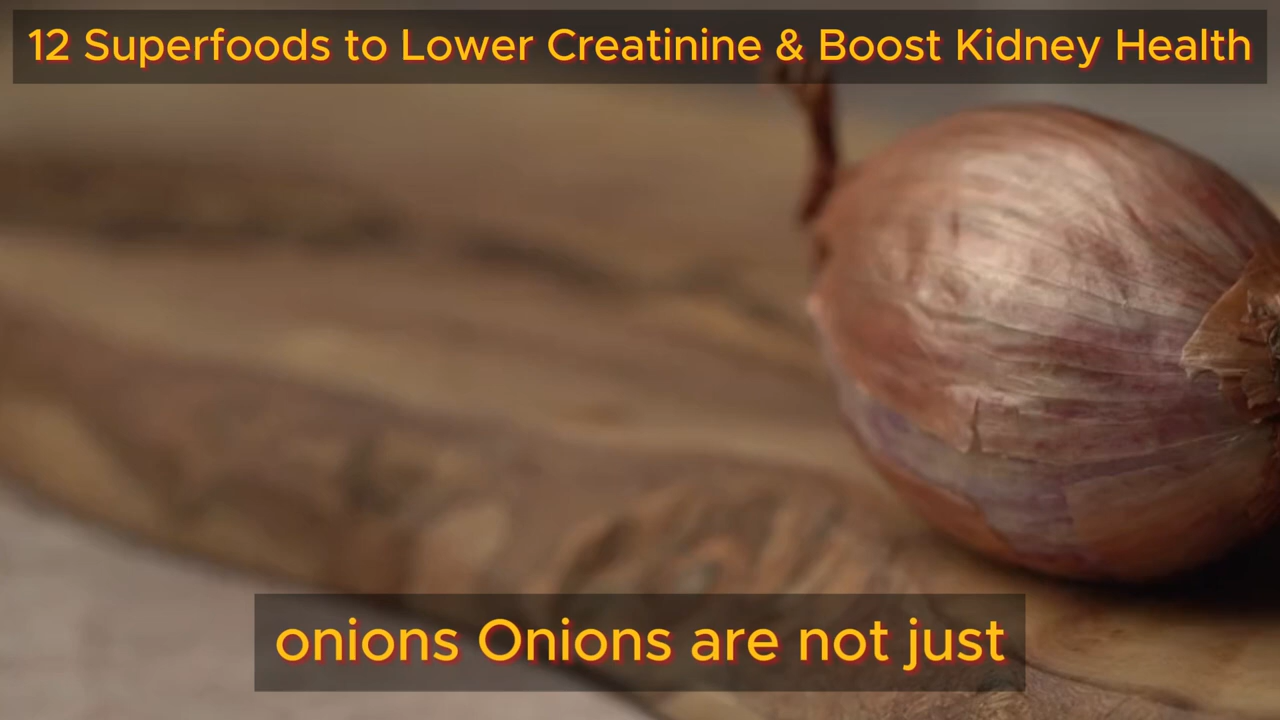 12 Superfoods to Lower Creatinine & Boost Kidney Health
onions Onions are not just